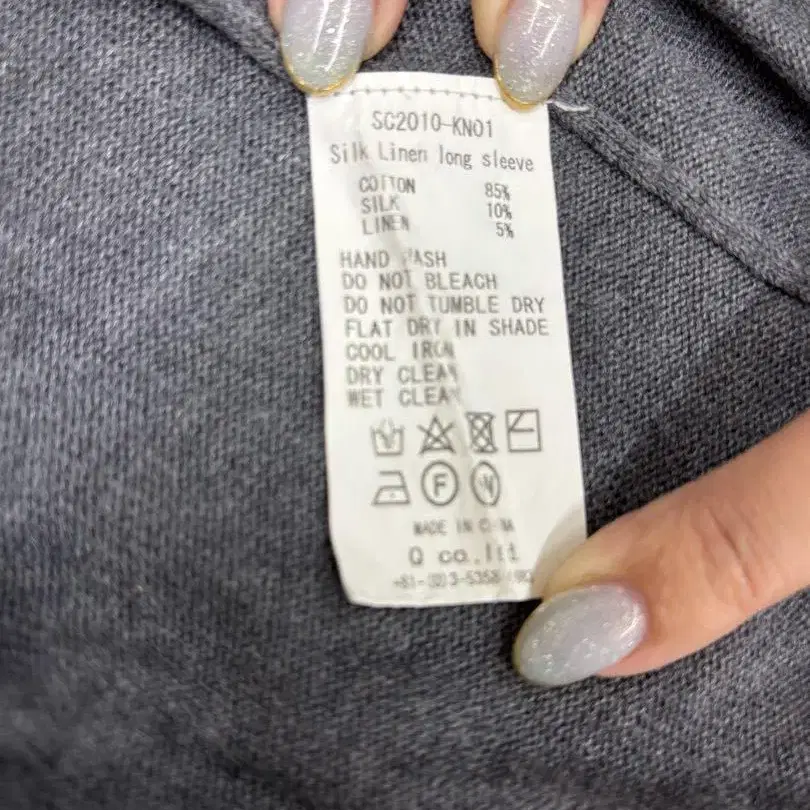 SC2010-KN01
Silk Linen long sleeve
COTTON 85%
SILK 10%
LINEN 5%
HAND WASH
DO NOT BLEACH
DO NOT TUMBLE DRY
FLAT DRY IN SHADE
COOL IRON
DRY CLEAN
WET CLEAN
F
W
MADE IN CHINA
Q co.,ltd